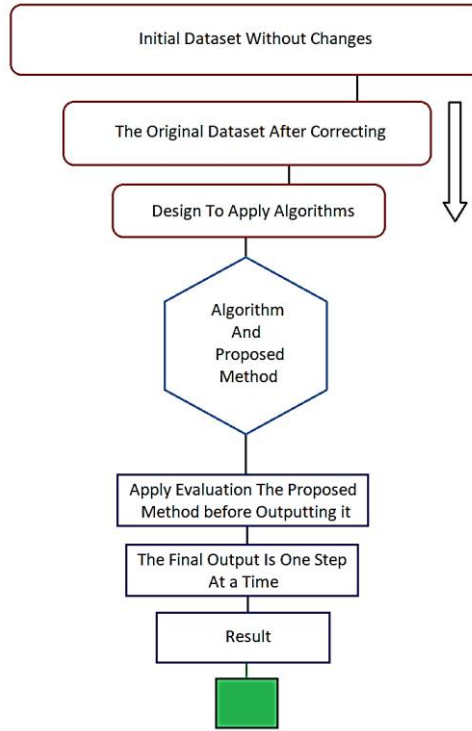 Initial Dataset Without Changes
The Original Dataset After Correcting
Design To Apply Algorithms
Algorithm
And
Proposed
Method
Apply Evaluation The Proposed
Method before Outputting it
The Final Output Is One Step
At a Time
Result